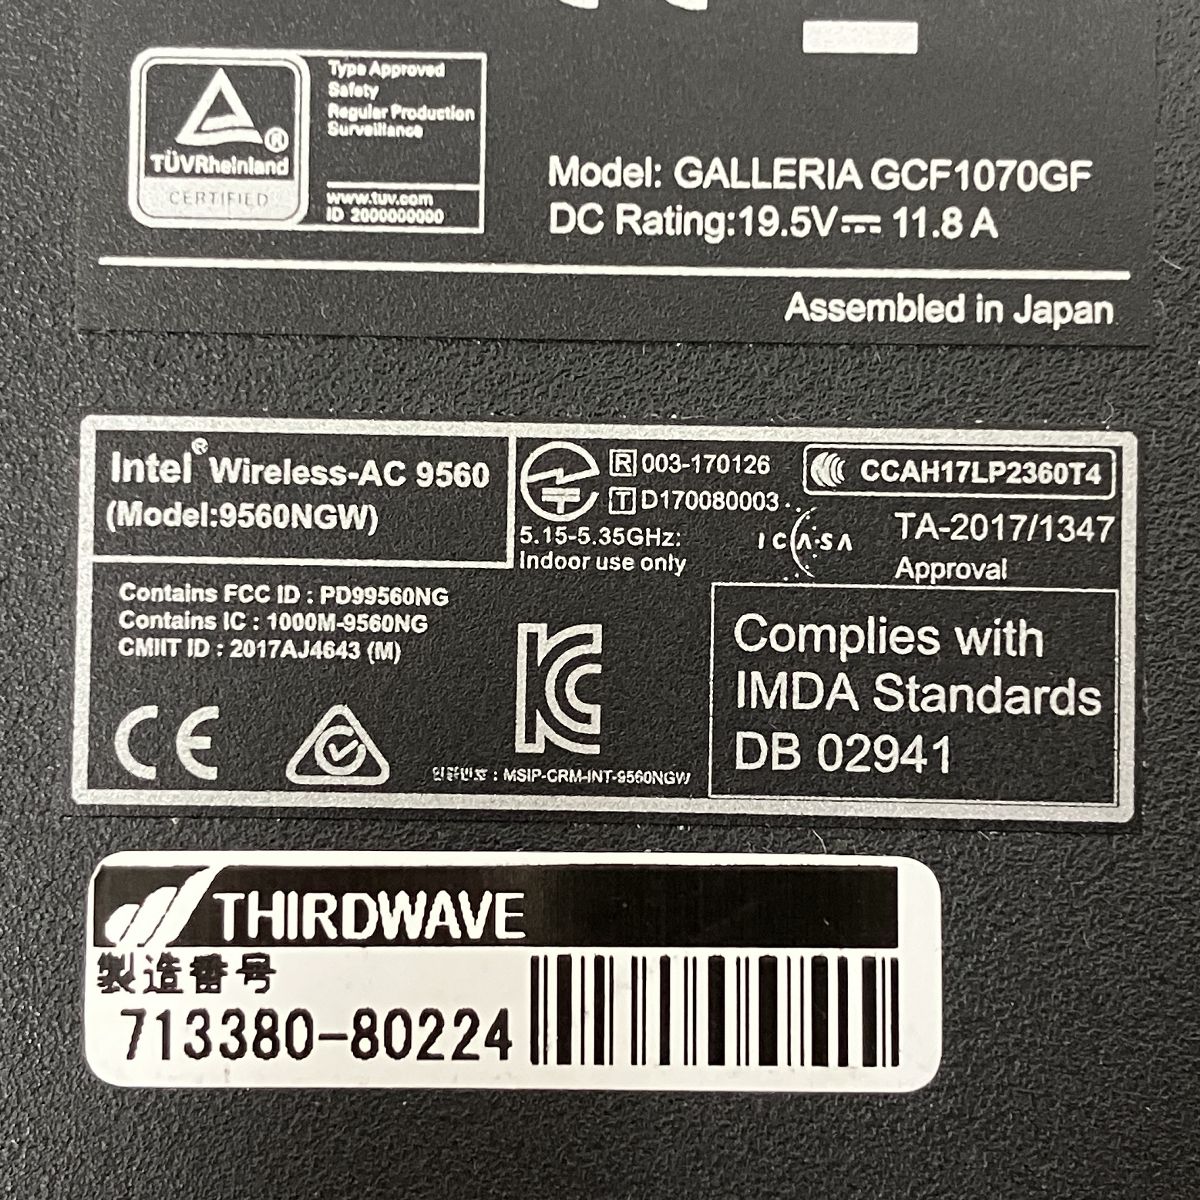 Type Approved
Safety
Regular Production
Surveillance
TÜVRheinland
CERTIFIED
www.tuv.com
ID 2000000000
Model: GALLERIA GCF1070GF
DC Rating:19.5V⎓ 11.8 A
Assembled in Japan
Intel® Wireless-AC 9560
(Model:9560NGW)
R 003-170126
T D170080003
5.15-5.35GHz:
Indoor use only
CCAH17LP2360T4
ICASA
TA-2017/1347
Approval
Contains FCC ID : PD99560NG
Contains IC : 1000M-9560NG
CMIIT ID : 2017AJ4643 (M)
CE
KC
: MSIP-CRM-INT-9560NGW
Complies with
IMDA Standards
DB 02941
THIRDWAVE
製造番号
713380-80224